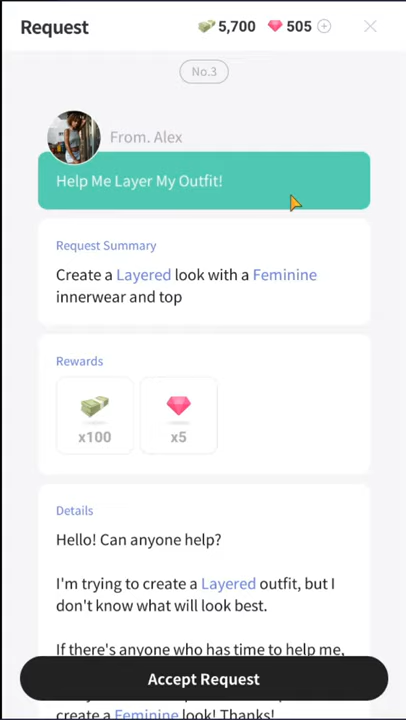 Request
5,700
505
No.3
From. Alex
Help Me Layer My Outfit!
Request Summary
Create a Layered look with a Feminine
innerwear and top
Rewards
x100
x5
Details
Hello! Can anyone help?
I'm trying to create a Layered outfit, but I
don't know what will look best.
If there's anyone who has time to help me,
Accept Request
create a Feminine look! Thanks!